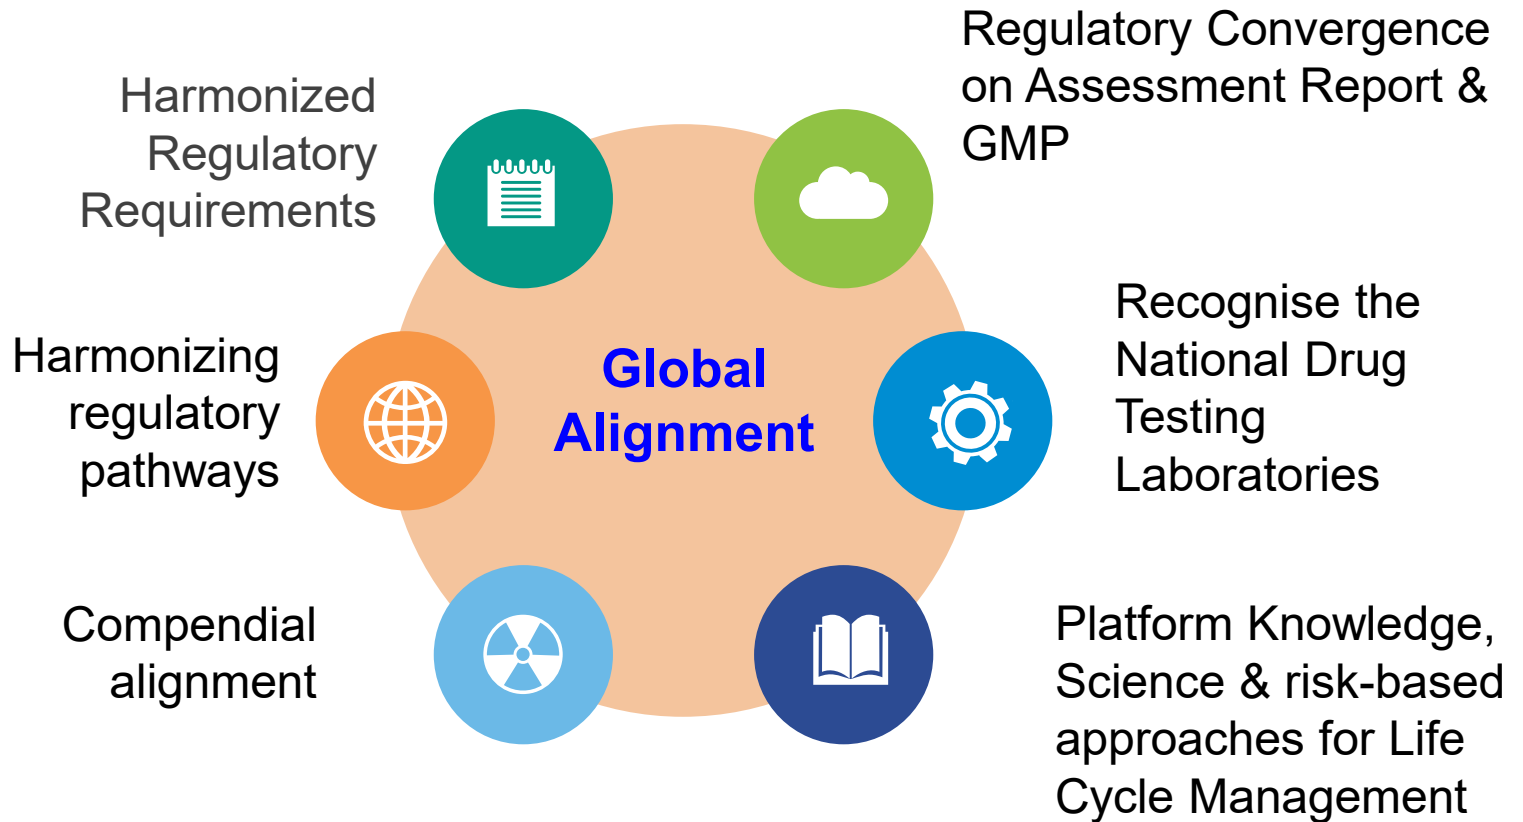 Harmonized
Regulatory
Requirements
Regulatory Convergence
on Assessment Report &
GMP
Harmonizing
regulatory
pathways
Global
Alignment
Recognise the
National Drug
Testing
Laboratories
Compendial
alignment
Platform Knowledge,
Science & risk-based
approaches for Life
Cycle Management